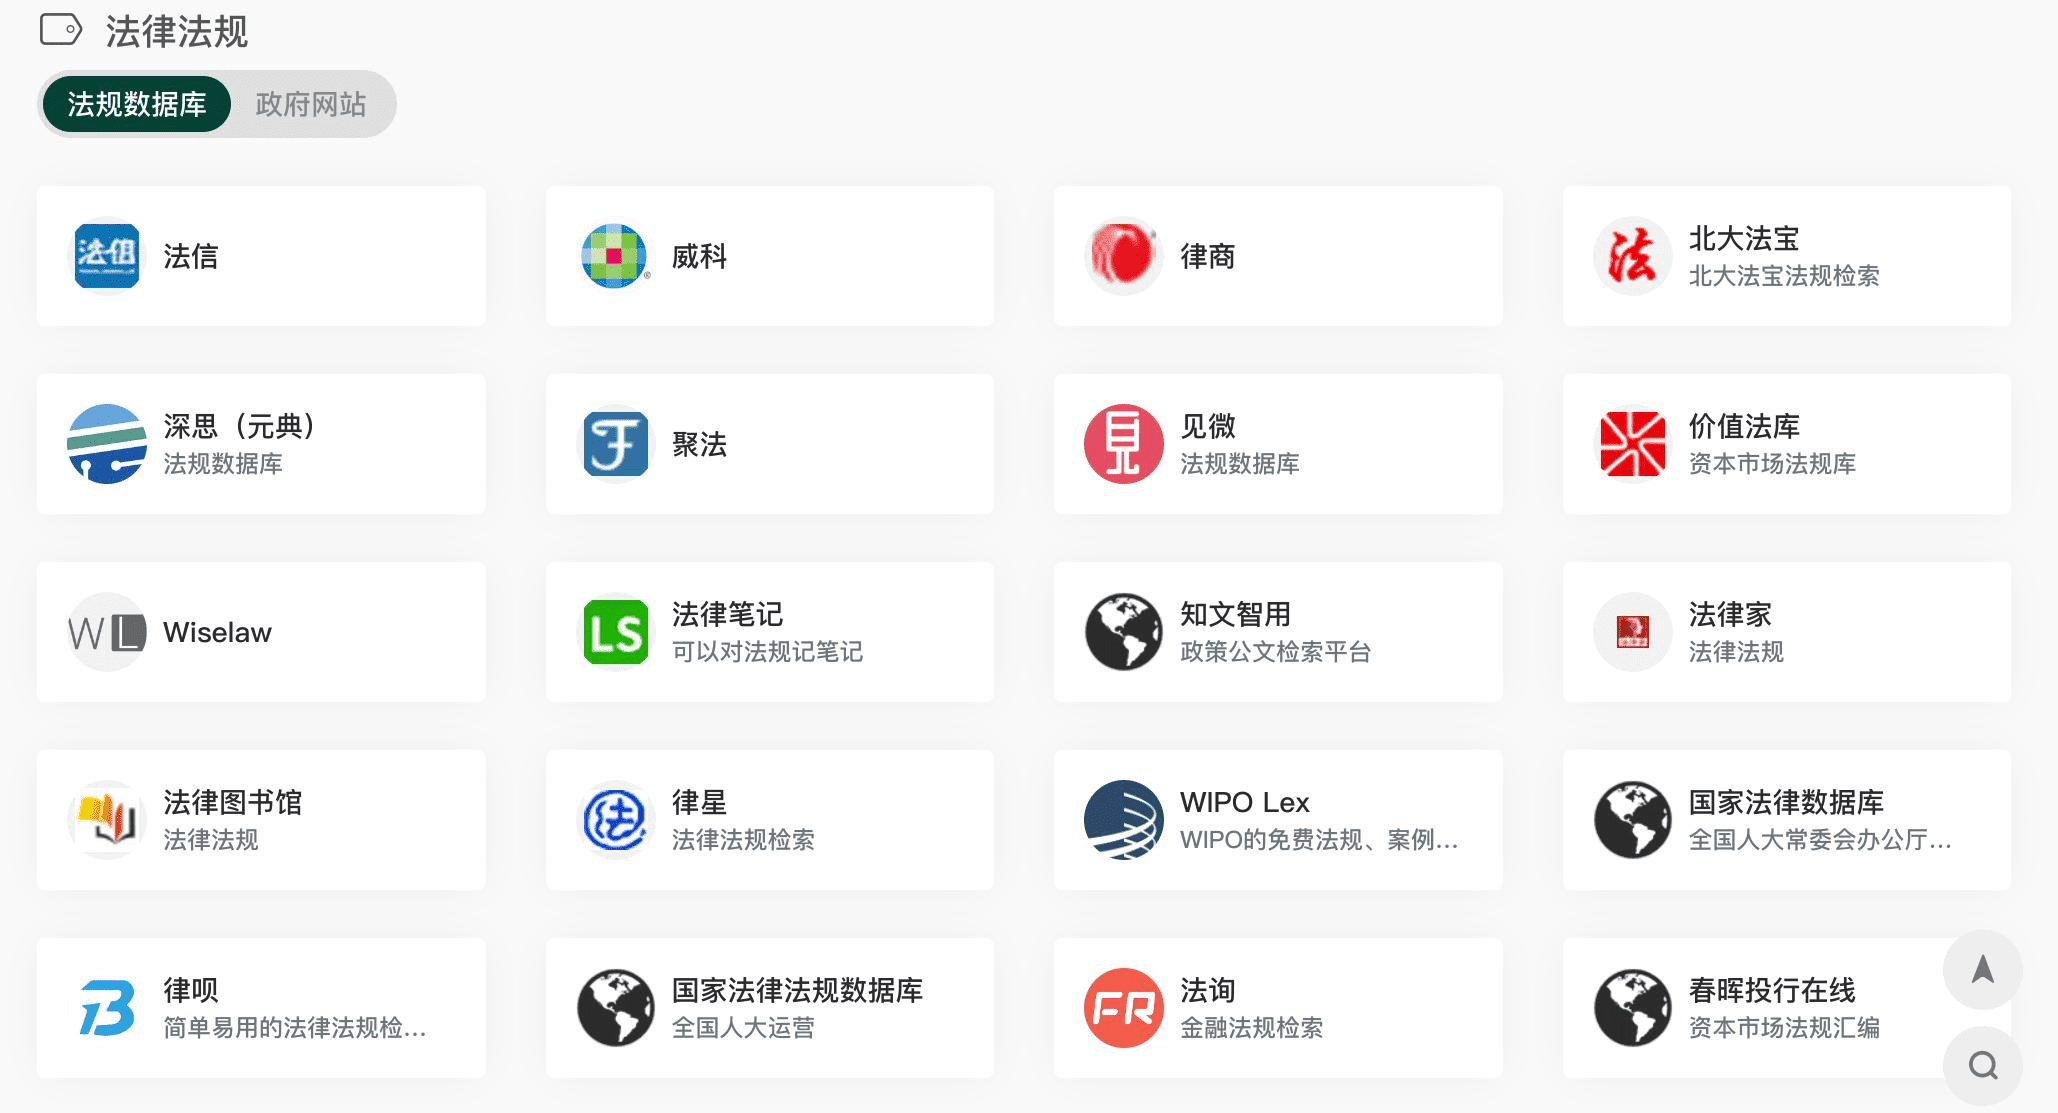 法律法规
法规数据库
政府网站
法信
法信
威科
律商
法
北大法宝
北大法宝法规检索
深思（元典）
法规数据库
聚法
见微
法规数据库
价值法库
资本市场法规库
WL
Wiselaw
LS
法律笔记
可以对法规记笔记
知文智用
政策公文检索平台
法律家
法律法规
法律图书馆
法律法规
法
律星
法律法规检索
WIPO Lex
WIPO的免费法规、案例...
国家法律数据库
全国人大常委会办公厅...
律呗
简单易用的法律法规检...
国家法律法规数据库
全国人大运营
FR
法询
金融法规检索
春晖投行在线
资本市场法规汇编